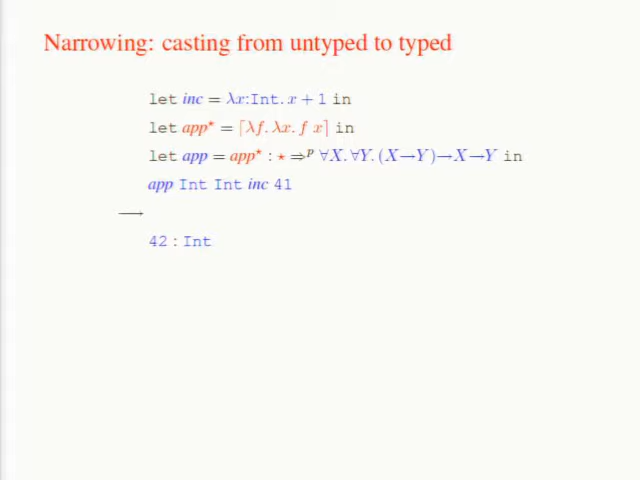 Narrowing: casting from untyped to typed
let inc = λx:Int. x + 1 in
let app⋆ = ⌈λf. λx. f x⌉ in
let app = app⋆ : ⋆ ⇒ᵖ ∀X. ∀Y. (X→Y)→X→Y in
app Int Int inc 41
⟶
42 : Int